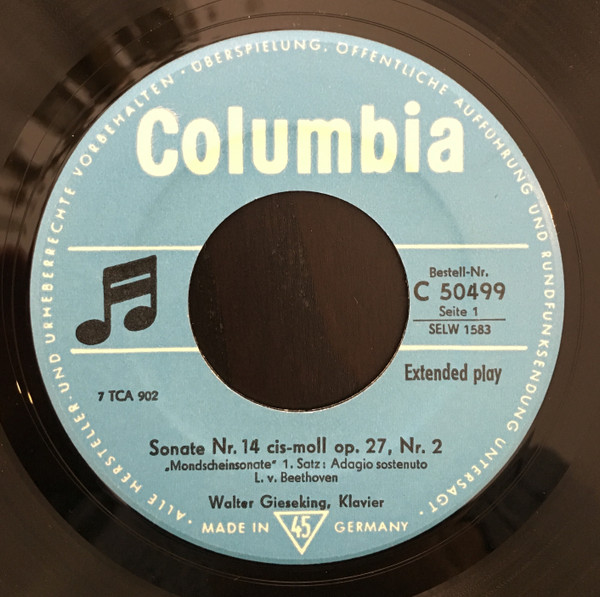 ALLE HERSTELLER- UND URHEBERRECHTE VORBEHALTEN · ÜBERSPIELUNG, ÖFFENTLICHE AUFFÜHRUNG UND RUNDFUNKSENDUNG UNTERSAGT ·
Columbia
Bestell-Nr.
C 50499
Seite 1
SELW 1583
Extended play
7 TCA 902
Sonate Nr. 14 cis-moll op. 27, Nr. 2
„Mondscheinsonate" 1. Satz: Adagio sostenuto
L. v. Beethoven
Walter Gieseking, Klavier
MADE IN 45 GERMANY